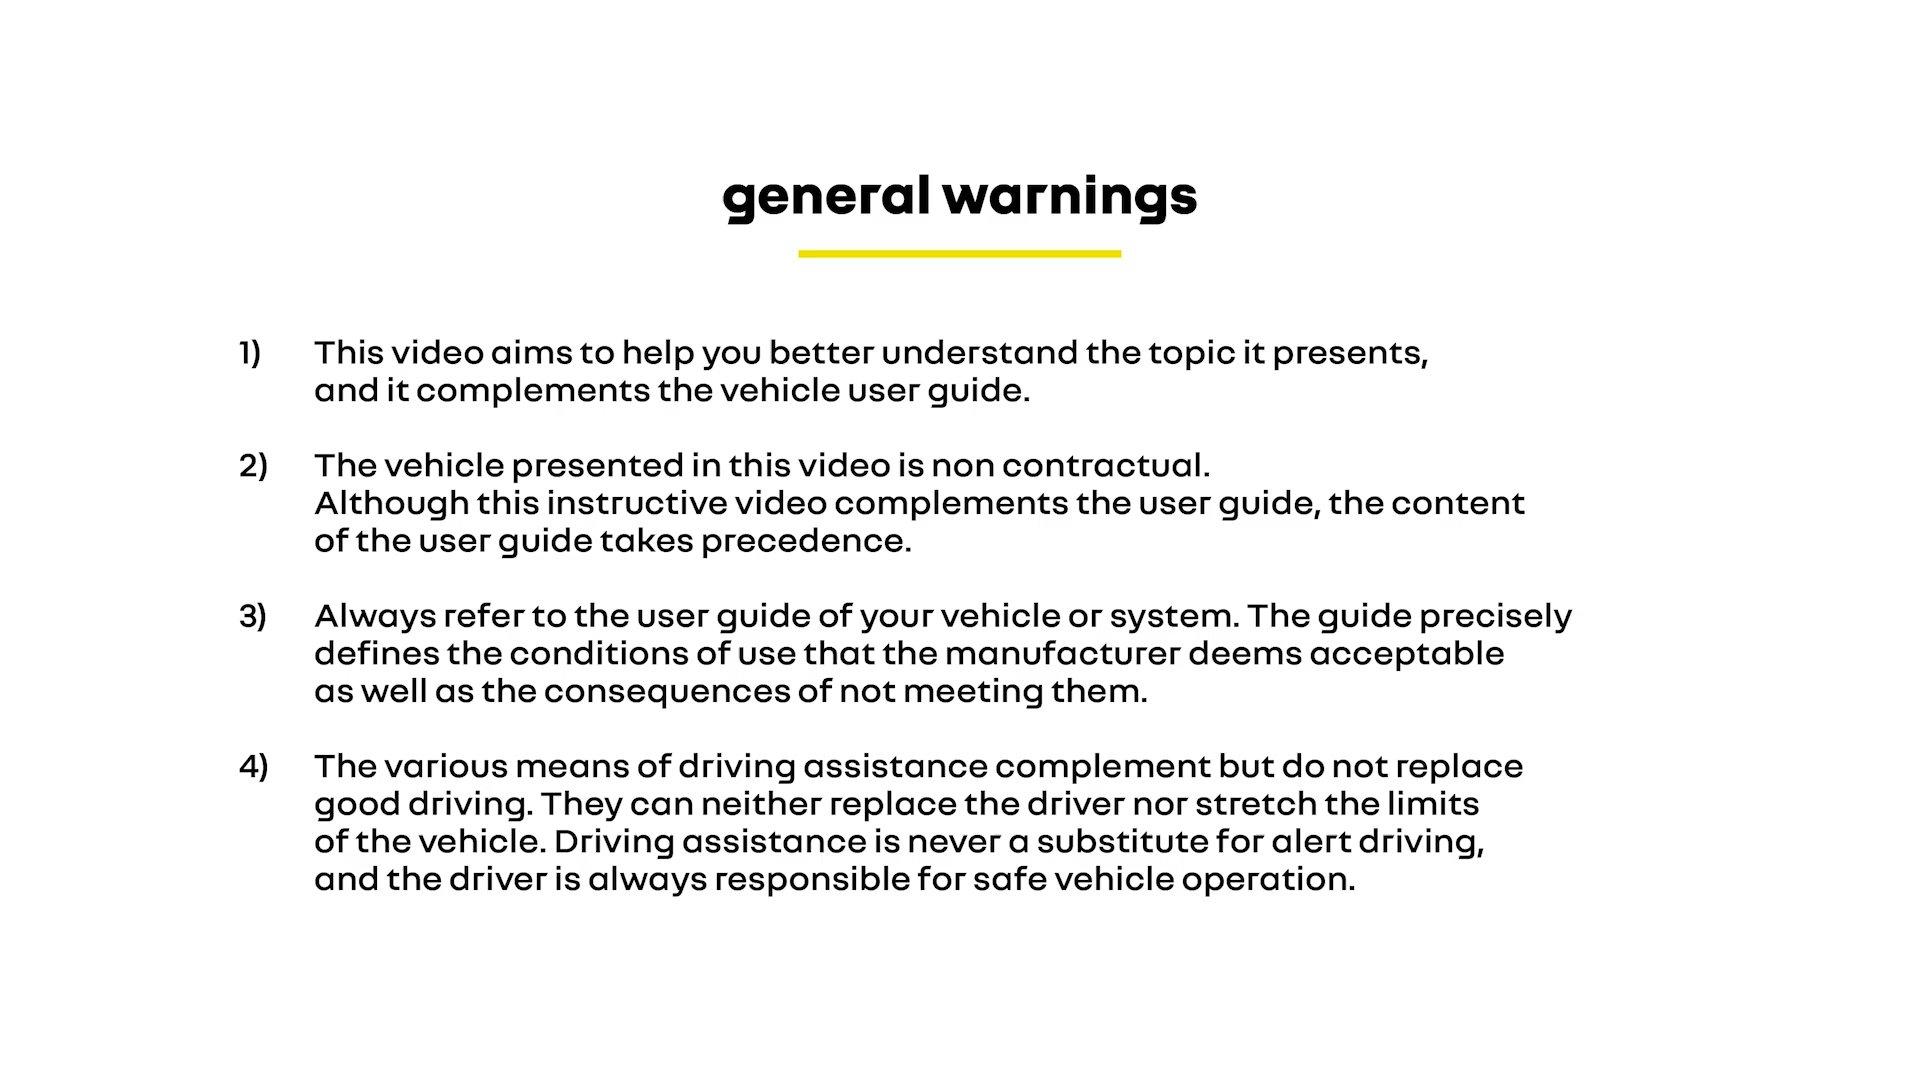 general warnings
1) This video aims to help you better understand the topic it presents,
and it complements the vehicle user guide.
2) The vehicle presented in this video is non contractual.
Although this instructive video complements the user guide, the content
of the user guide takes precedence.
3) Always refer to the user guide of your vehicle or system. The guide precisely
defines the conditions of use that the manufacturer deems acceptable
as well as the consequences of not meeting them.
4) The various means of driving assistance complement but do not replace
good driving. They can neither replace the driver nor stretch the limits
of the vehicle. Driving assistance is never a substitute for alert driving,
and the driver is always responsible for safe vehicle operation.